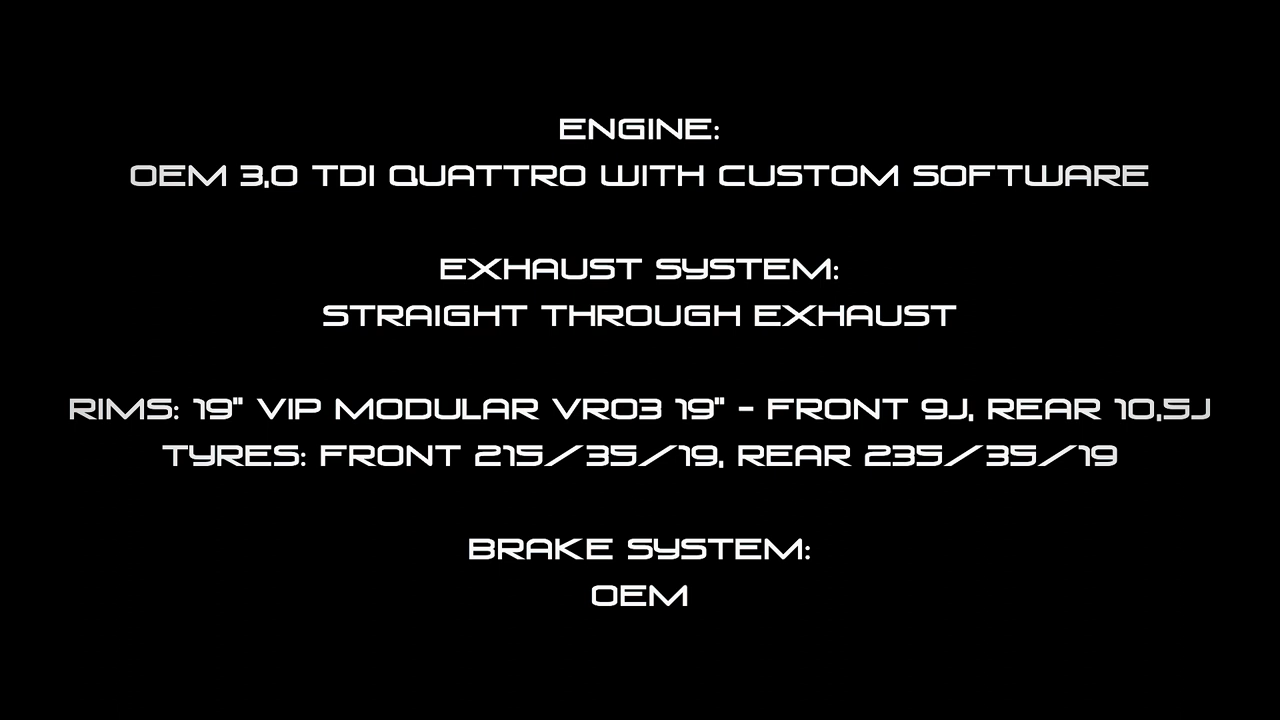 ENGINE:
OEM 3,0 TDI QUATTRO WITH CUSTOM SOFTWARE
EXHAUST SYSTEM:
STRAIGHT THROUGH EXHAUST
RIMS: 19" VIP MODULAR VR03 19" - FRONT 9J, REAR 10,5J
TYRES: FRONT 215/35/19, REAR 235/35/19
BRAKE SYSTEM:
OEM